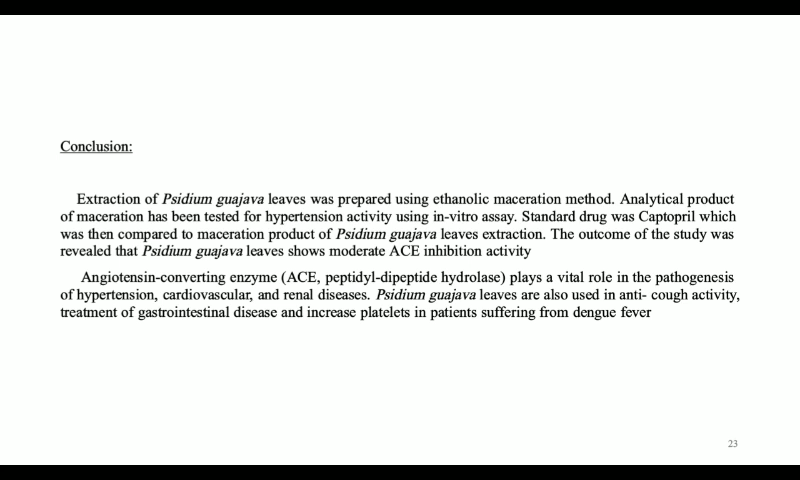 Conclusion:
Extraction of Psidium guajava leaves was prepared using ethanolic maceration method. Analytical product
of maceration has been tested for hypertension activity using in-vitro assay. Standard drug was Captopril which
was then compared to maceration product of Psidium guajava leaves extraction. The outcome of the study was
revealed that Psidium guajava leaves shows moderate ACE inhibition activity
Angiotensin-converting enzyme (ACE, peptidyl-dipeptide hydrolase) plays a vital role in the pathogenesis
of hypertension, cardiovascular, and renal diseases. Psidium guajava leaves are also used in anti- cough activity,
treatment of gastrointestinal disease and increase platelets in patients suffering from dengue fever
23